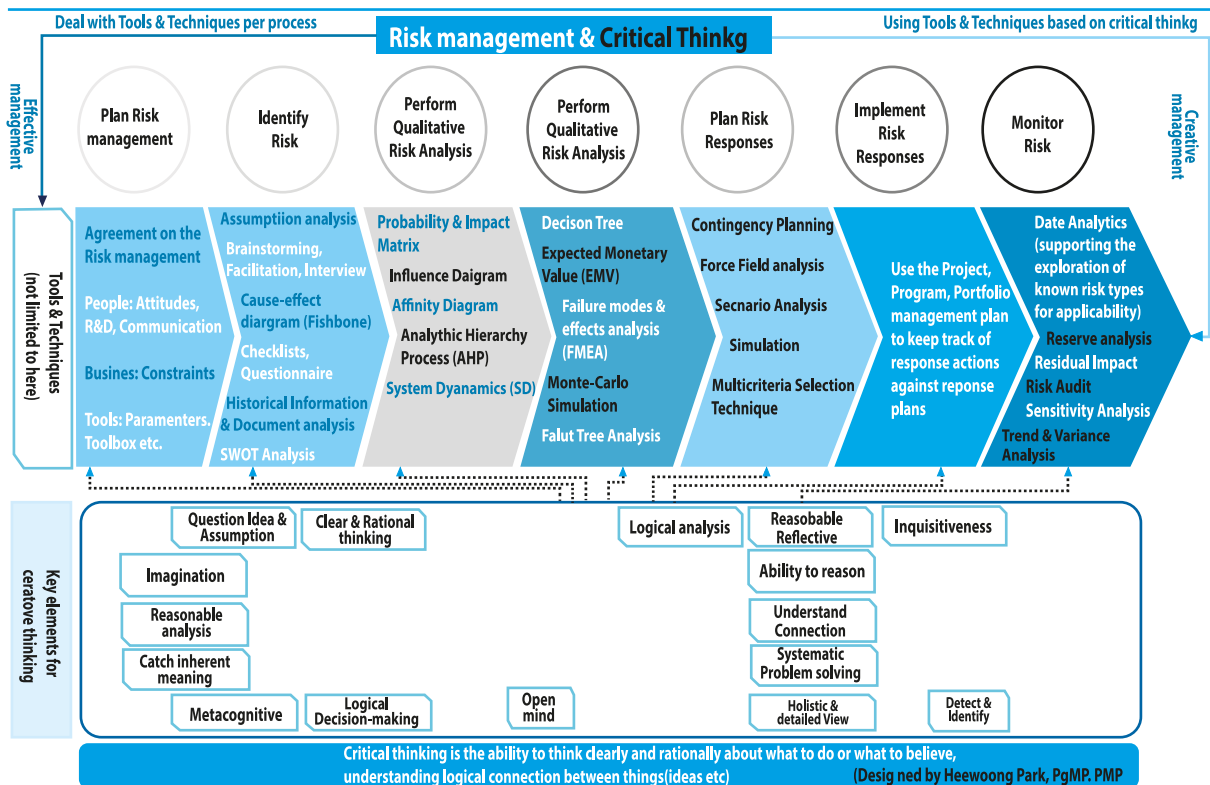 Deal with Tools & Techniques per process
Using Tools & Techniques based on critical thinkg
Risk management & Critical Thinkg
Effective
management
Creative
management
Plan Risk
management
Identify
Risk
Perform
Qualitative
Risk Analysis
Perform
Qualitative
Risk Analysis
Plan Risk
Responses
Implement
Risk
Responses
Monitor
Risk
Tools & Techniques
(not limited to here)
Agreement on the
Risk management
People: Attitudes,
R&D, Communication
Busines: Constraints
Tools: Paramenters.
Toolbox etc.
Assumptiion analysis
Brainstorming,
Facilitation, Interview
Cause-effect
diargram (Fishbone)
Checklists,
Questionnaire
Historical Information
& Document analysis
SWOT Analysis
Probability & Impact
Matrix
Influence Daigram
Affinity Diagram
Analythic Hierarchy
Process (AHP)
System Dyanamics (SD)
Decison Tree
Expected Monetary
Value (EMV)
Failure modes &
effects analysis
(FMEA)
Monte-Carlo
Simulation
Falut Tree Analysis
Contingency Planning
Force Field analysis
Secnario Analysis
Simulation
Multicriteria Selection
Technique
Use the Project,
Program, Portfolio
management plan
to keep track of
response actions
against reponse
plans
Date Analytics
(supporting the
exploration of
known risk types
for applicability)
Reserve analysis
Residual Impact
Risk Audit
Sensitivity Analysis
Trend & Variance
Analysis
Key elements for
ceratove thinking
Question Idea &
Assumption
Clear & Rational
thinking
Logical analysis
Reasobable
Reflective
Inquisitiveness
Imagination
Ability to reason
Reasonable
analysis
Understand
Connection
Catch inherent
meaning
Systematic
Problem solving
Metacognitive
Logical
Decision-making
Open
mind
Holistic &
detailed View
Detect &
Identify
Critical thinking is the ability to think clearly and rationally about what to do or what to believe,
understanding logical connection between things(ideas etc)
(Desig ned by Heewoong Park, PgMP. PMP